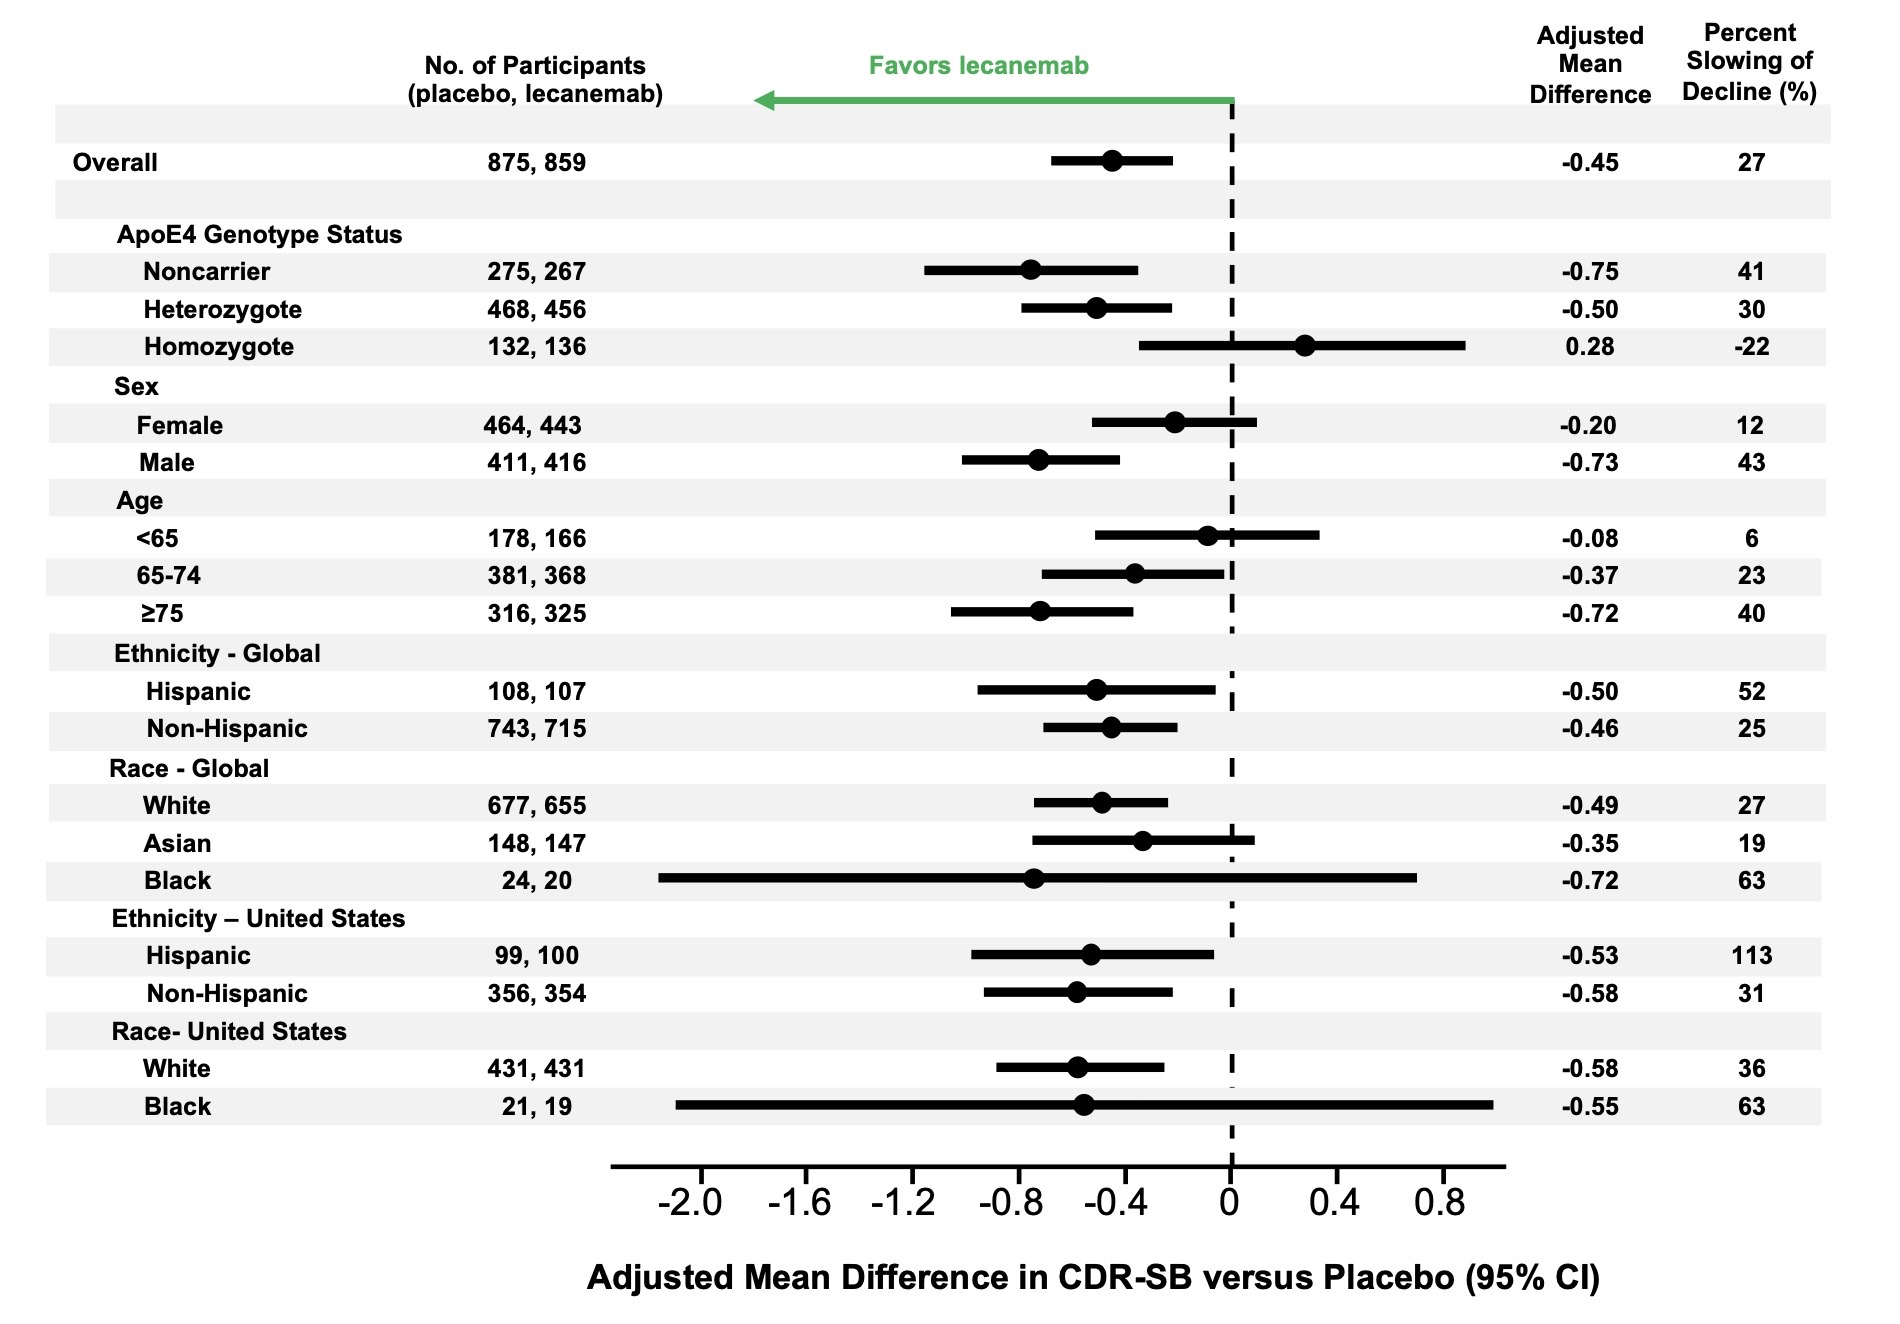 No. of Participants
(placebo, lecanemab)
Favors lecanemab
Adjusted
Mean
Difference
Percent
Slowing of
Decline (%)
Overall 875, 859 -0.45 27
ApoE4 Genotype Status
Noncarrier 275, 267 -0.75 41
Heterozygote 468, 456 -0.50 30
Homozygote 132, 136 0.28 -22
Sex
Female 464, 443 -0.20 12
Male 411, 416 -0.73 43
Age
<65 178, 166 -0.08 6
65-74 381, 368 -0.37 23
≥75 316, 325 -0.72 40
Ethnicity - Global
Hispanic 108, 107 -0.50 52
Non-Hispanic 743, 715 -0.46 25
Race - Global
White 677, 655 -0.49 27
Asian 148, 147 -0.35 19
Black 24, 20 -0.72 63
Ethnicity – United States
Hispanic 99, 100 -0.53 113
Non-Hispanic 356, 354 -0.58 31
Race- United States
White 431, 431 -0.58 36
Black 21, 19 -0.55 63
-2.0 -1.6 -1.2 -0.8 -0.4 0 0.4 0.8
Adjusted Mean Difference in CDR-SB versus Placebo (95% CI)